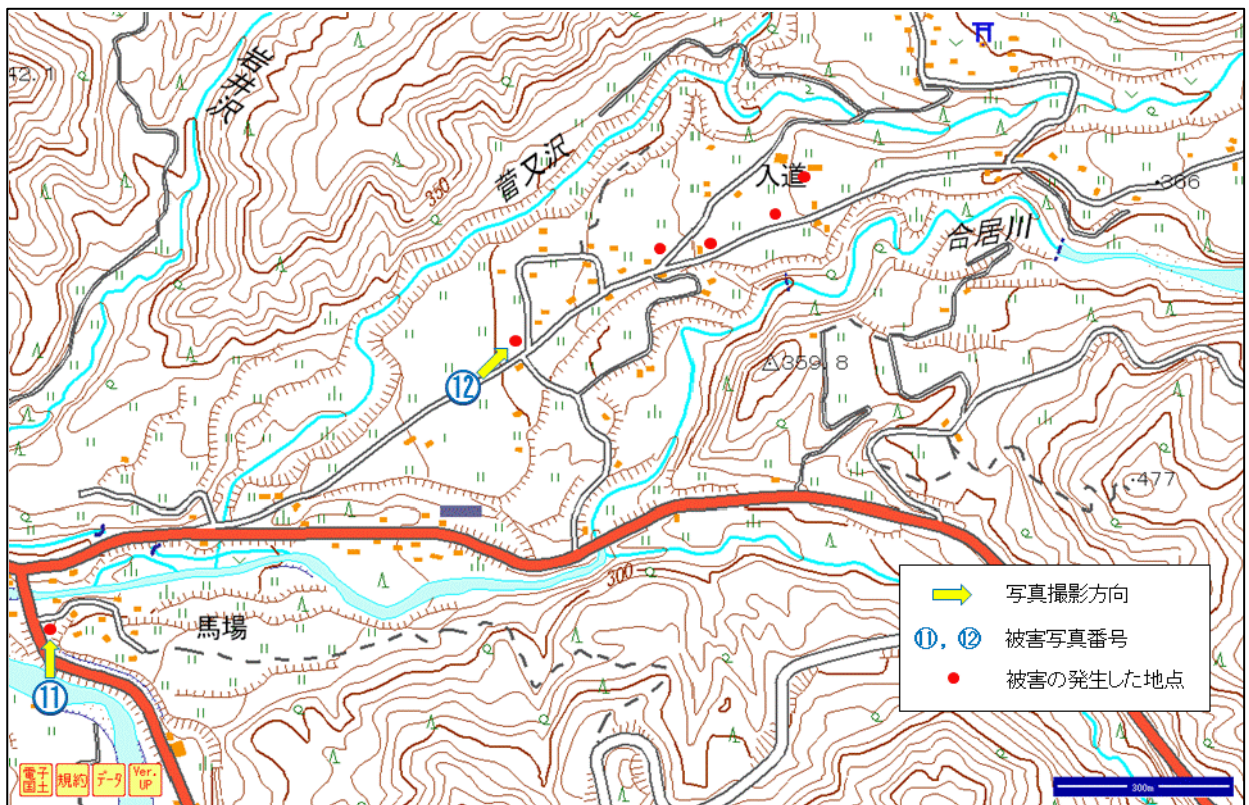 42.1
岩井沢
菅又沢
350
入道
・366
合居川
△359.8
・477
300
馬場
⑫
⑪
写真撮影方向
⑪, ⑫ 被害写真番号
被害の発生した地点
電子国土
規約
データ
Ver.UP
300m